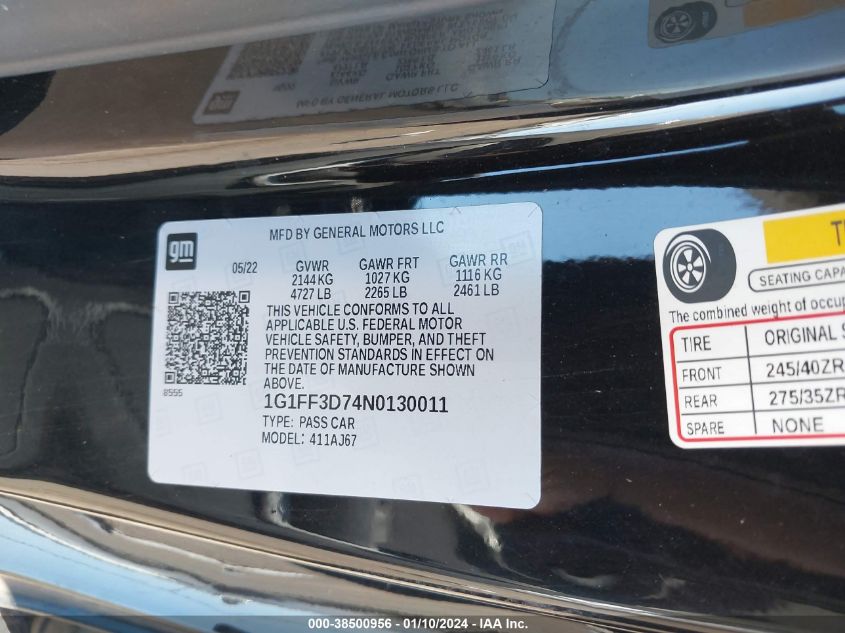 MFD BY GENERAL MOTORS LLC
gm
05/22
GVWR GAWR FRT GAWR RR
2144 KG 1027 KG 1116 KG
4727 LB 2265 LB 2461 LB
THIS VEHICLE CONFORMS TO ALL
APPLICABLE U.S. FEDERAL MOTOR
VEHICLE SAFETY, BUMPER, AND THEFT
PREVENTION STANDARDS IN EFFECT ON
THE DATE OF MANUFACTURE SHOWN
ABOVE.
8555
1G1FF3D74N0130011
TYPE: PASS CAR
MODEL: 411AJ67
SEATING CAPA
The combined weight of occup
TIRE ORIGINAL S
FRONT 245/40ZR
REAR 275/35ZR
SPARE NONE
000-38500956 - 01/10/2024 - IAA Inc.